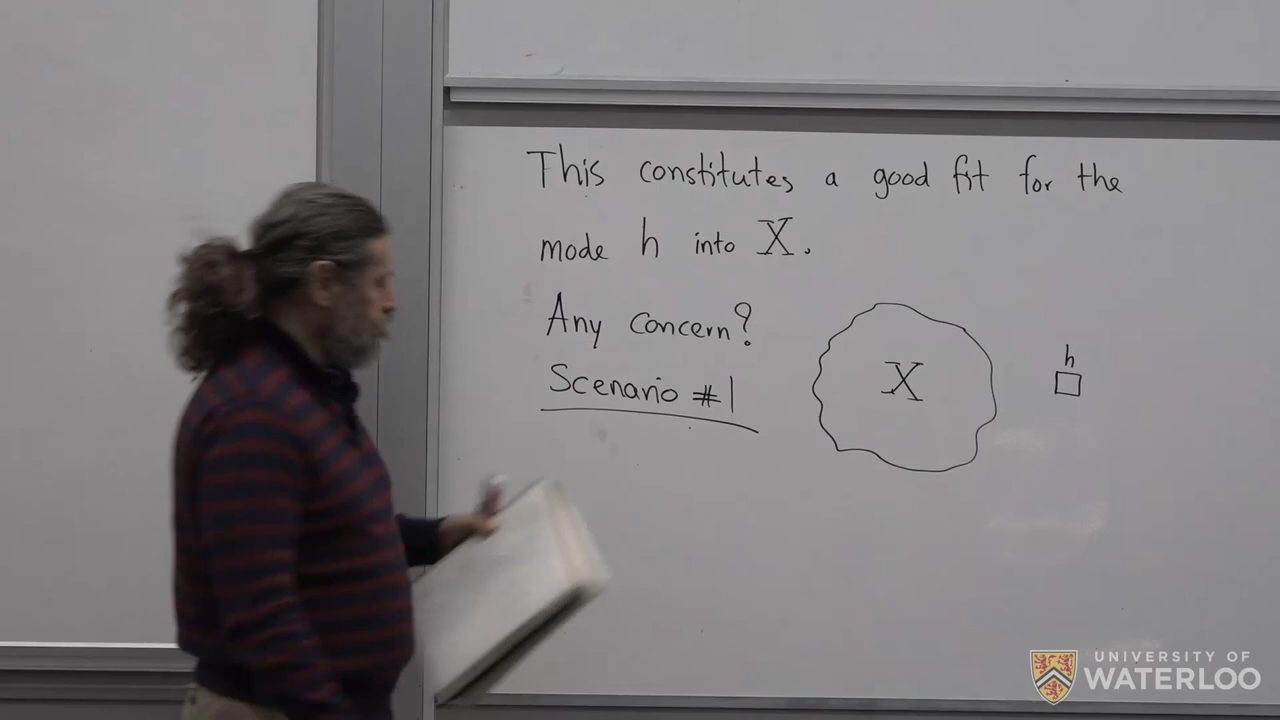 This constitutes a good fit for the
mode h into X.
Any concern?
Scenario #1
X
h
UNIVERSITY OF
WATERLOO